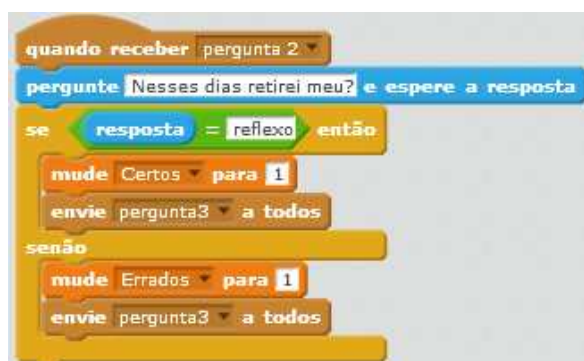 quando receber pergunta 2
pergunte Nesses dias retirei meu? e espere a resposta
se resposta = reflexo então
mude Certos para 1
envie pergunta3 a todos
senão
mude Errados para 1
envie pergunta3 a todos